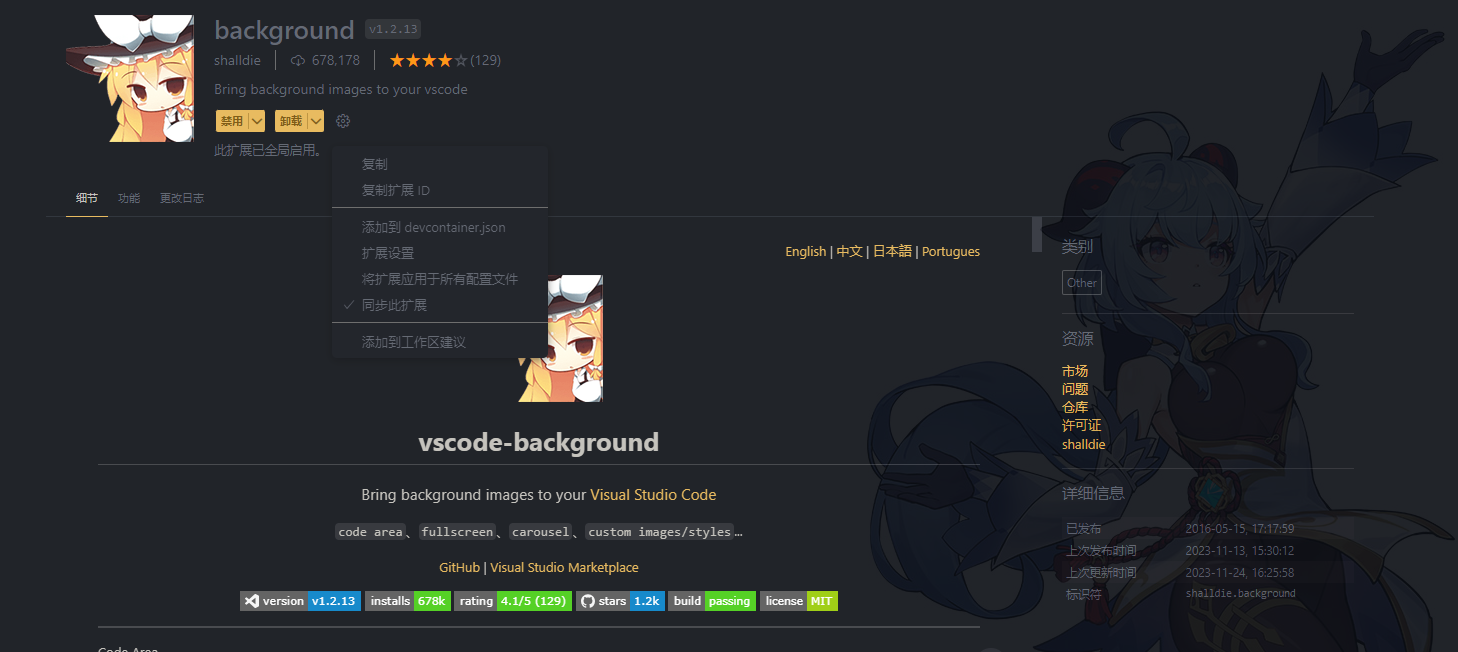 background v1.2.13
shalldie 678,178 (129)
Bring background images to your vscode
禁用 卸载
此扩展已全局启用。
复制
复制扩展 ID
添加到 devcontainer.json
扩展设置
将扩展应用于所有配置文件
同步此扩展
添加到工作区建议
细节 功能 更改日志
English | 中文 | 日本語 | Portugues
vscode-background
Bring background images to your Visual Studio Code
code area、fullscreen、carousel、custom images/styles…
GitHub | Visual Studio Marketplace
version v1.2.13 installs 678k rating 4.1/5 (129) stars 1.2k build passing license MIT
Code Area
类别
Other
资源
市场
问题
仓库
许可证
shalldie
详细信息
已发布 2016-05-15, 17:17:59
上次发布时间 2023-11-13, 15:30:12
上次更新时间 2023-11-24, 16:25:58
标识符 shalldie.background